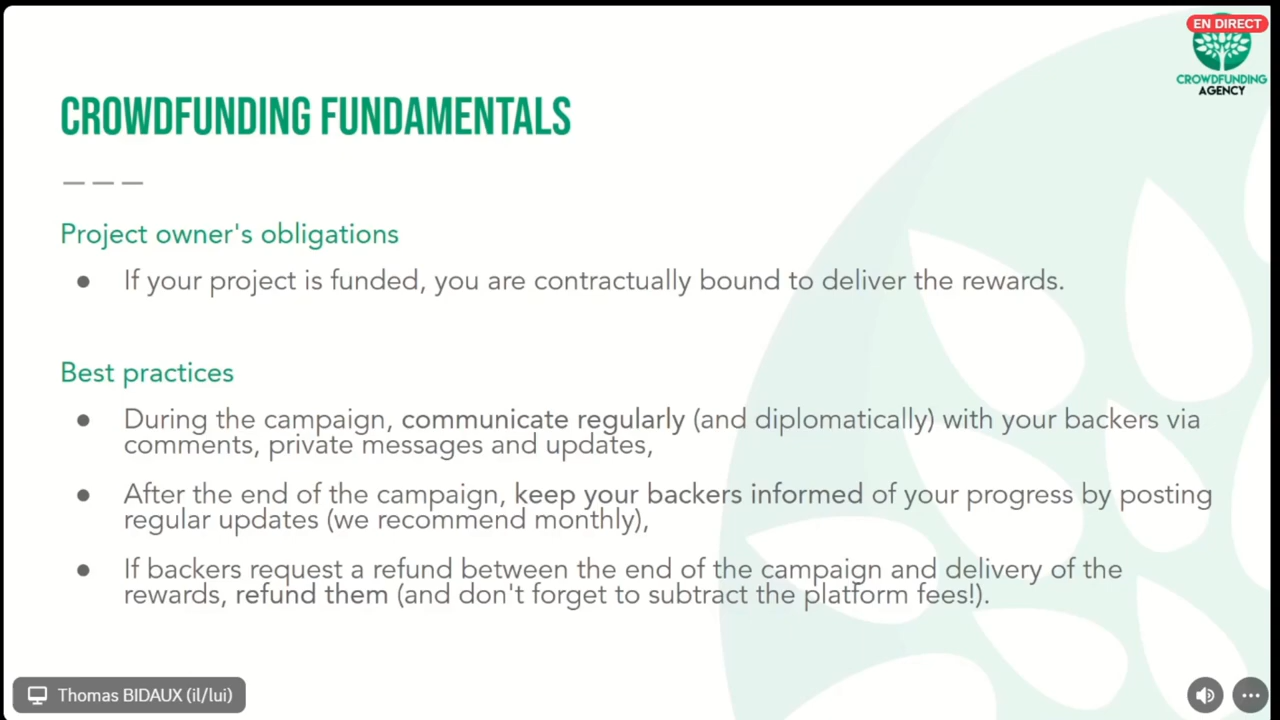 EN DIRECT
CROWDFUNDING
AGENCY
CROWDFUNDING FUNDAMENTALS
Project owner's obligations
● If your project is funded, you are contractually bound to deliver the rewards.
Best practices
● During the campaign, communicate regularly (and diplomatically) with your backers via
comments, private messages and updates,
● After the end of the campaign, keep your backers informed of your progress by posting
regular updates (we recommend monthly),
● If backers request a refund between the end of the campaign and delivery of the
rewards, refund them (and don't forget to subtract the platform fees!).
Thomas BIDAUX (il/lui)